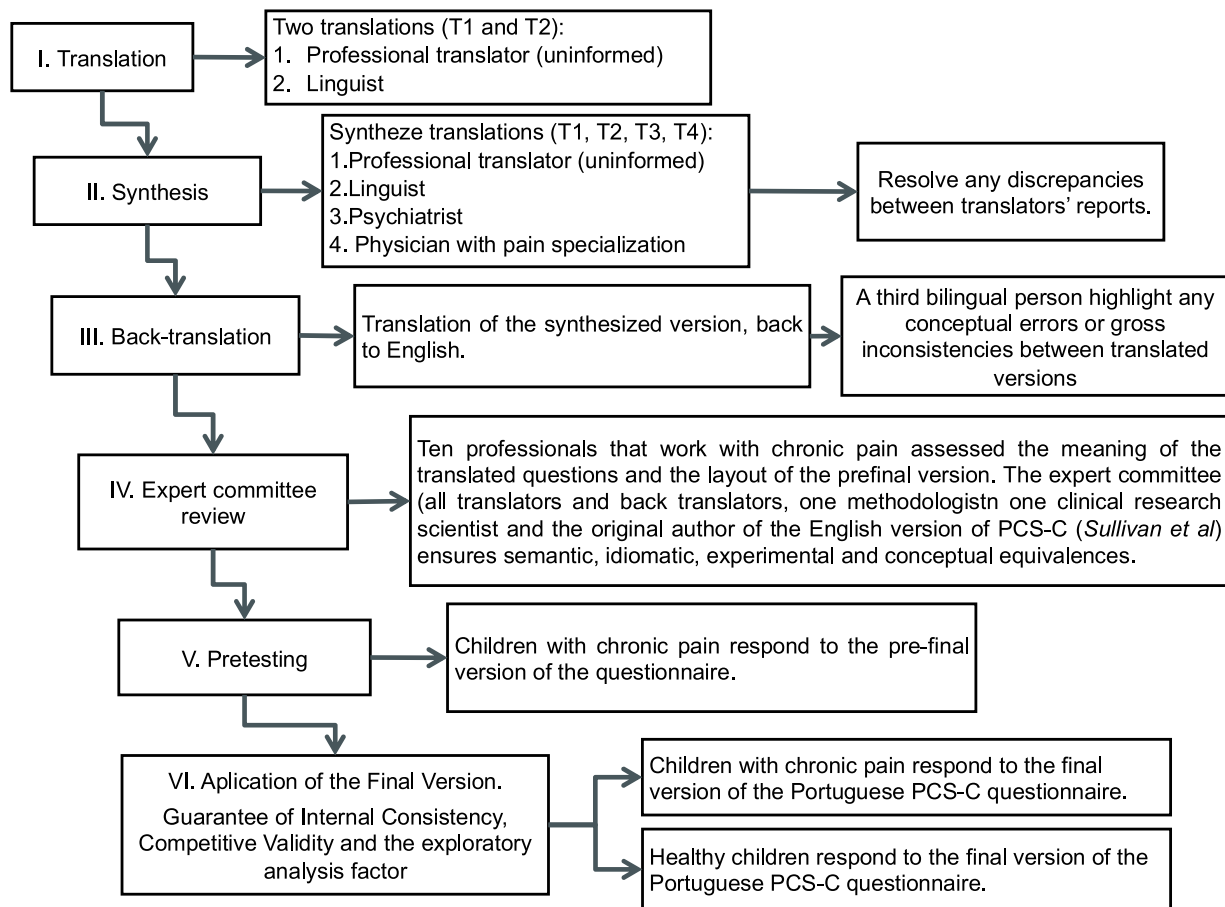 I. Translation
Two translations (T1 and T2):
1. Professional translator (uninformed)
2. Linguist
II. Synthesis
Syntheze translations (T1, T2, T3, T4):
1.Professional translator (uninformed)
2.Linguist
3.Psychiatrist
4. Physician with pain specialization
Resolve any discrepancies
between translators’ reports.
III. Back-translation
Translation of the synthesized version, back
to English.
A third bilingual person highlight any
conceptual errors or gross
inconsistencies between translated
versions
IV. Expert committee
review
Ten professionals that work with chronic pain assessed the meaning of the
translated questions and the layout of the prefinal version. The expert committee
(all translators and back translators, one methodologistn one clinical research
scientist and the original author of the English version of PCS-C (Sullivan et al)
ensures semantic, idiomatic, experimental and conceptual equivalences.
V. Pretesting
Children with chronic pain respond to the pre-final
version of the questionnaire.
VI. Aplication of the Final Version.
Guarantee of Internal Consistency,
Competitive Validity and the exploratory
analysis factor
Children with chronic pain respond to the final
version of the Portuguese PCS-C questionnaire.
Healthy children respond to the final version of the
Portuguese PCS-C questionnaire.